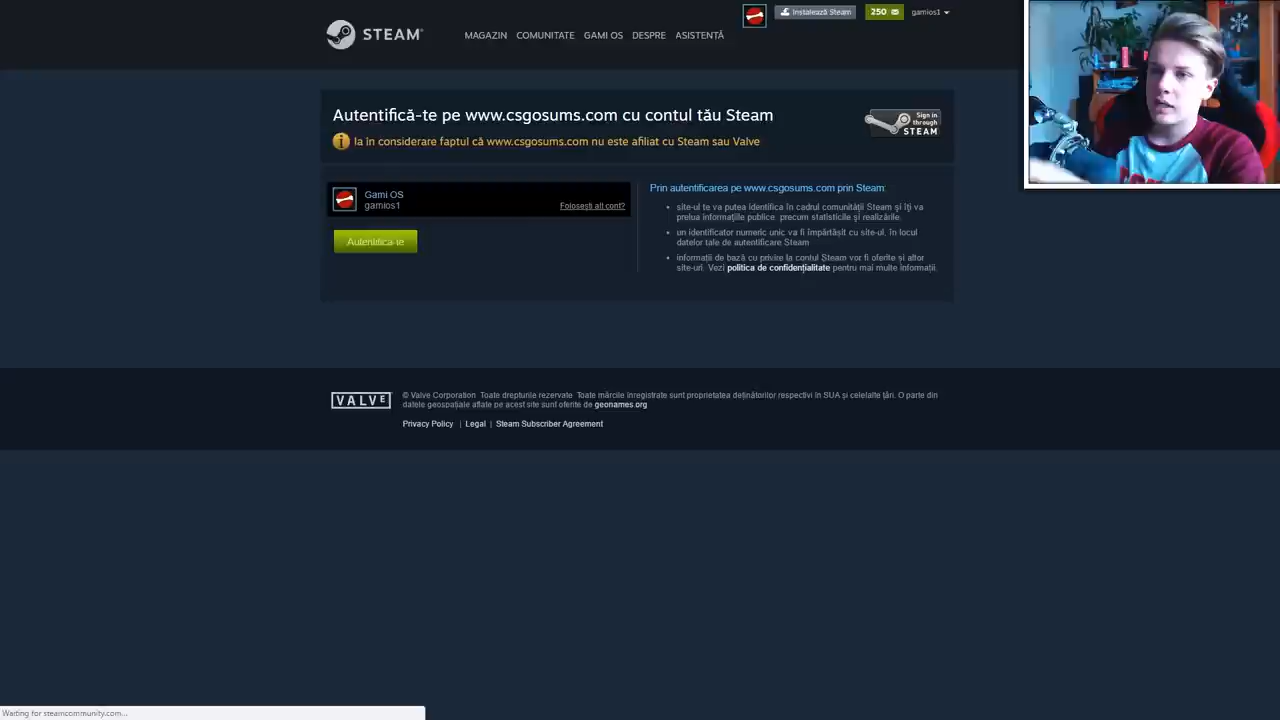 STEAM®
MAGAZIN COMUNITATE GAMI OS DESPRE ASISTENȚĂ
Instalează Steam
250
gamios1
Autentifică-te pe www.csgosums.com cu contul tău Steam
Ia în considerare faptul că www.csgosums.com nu este afiliat cu Steam sau Valve
Sign in
through
STEAM
Gami OS
gamios1
Folosești alt cont?
Autentifică-te
Prin autentificarea pe www.csgosums.com prin Steam:
site-ul te va putea identifica în cadrul comunității Steam și îți va
prelua informațiile publice, precum statisticile și realizările.
un identificator numeric unic va fi împărtășit cu site-ul, în locul
datelor tale de autentificare Steam
informații de bază cu privire la contul Steam vor fi oferite și altor
site-uri. Vezi politica de confidențialitate pentru mai multe informații.
VALVE
© Valve Corporation. Toate drepturile rezervate. Toate mărcile înregistrate sunt proprietatea deținătorilor respectivi în SUA și celelalte țări. O parte din
datele geospațiale aflate pe acest site sunt oferite de geonames.org
Privacy Policy | Legal | Steam Subscriber Agreement
Waiting for steamcommunity.com...